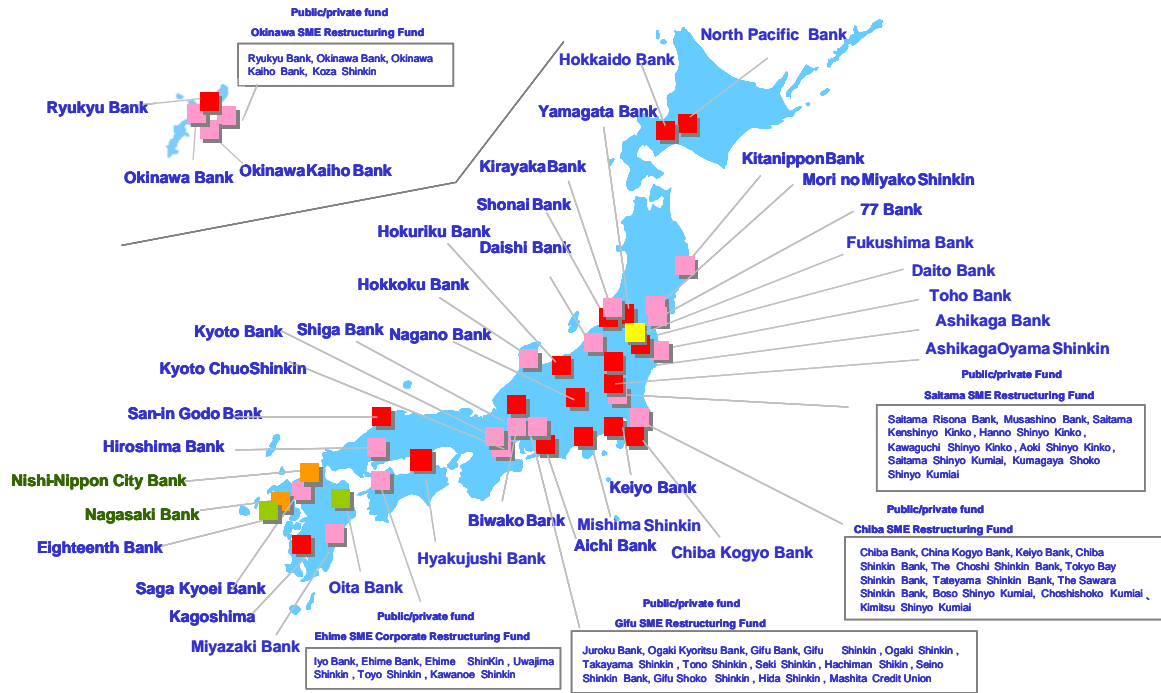 Public/private fund
Okinawa SME Restructuring Fund
Ryukyu Bank, Okinawa Bank, Okinawa
Kaiho Bank, Koza Shinkin
North Pacific Bank
Hokkaido Bank
Ryukyu Bank
Yamagata Bank
Okinawa Bank
Okinawa Kaiho Bank
Kirayaka Bank
Kitanippon Bank
Mori no Miyako Shinkin
Shonai Bank
77 Bank
Hokuriku Bank
Daishi Bank
Fukushima Bank
Daito Bank
Hokkoku Bank
Toho Bank
Kyoto Bank
Shiga Bank
Nagano Bank
Ashikaga Bank
Ashikaga Oyama Shinkin
Kyoto Chuo Shinkin
Public/private Fund
Saitama SME Restructuring Fund
Saitama Risona Bank, Musashino Bank, Saitama
Kenshinyo Kinko , Hanno Shinyo Kinko ,
Kawaguchi Shinyo Kinko , Aoki Shinyo Kinko ,
Saitama Shinyo Kumiai, Kumagaya Shoko
Shinyo Kumiai
San-in Godo Bank
Hiroshima Bank
Nishi-Nippon City Bank
Nagasaki Bank
Eighteenth Bank
Keiyo Bank
Biwako Bank
Mishima Shinkin
Aichi Bank
Chiba Kogyo Bank
Hyakujushi Bank
Public/private fund
Chiba SME Restructuring Fund
Chiba Bank, China Kogyo Bank, Keiyo Bank, Chiba
Shinkin Bank, The Choshi Shinkin Bank, Tokyo Bay
Shinkin Bank, Tateyama Shinkin Bank, The Sawara
Shinkin Bank, Boso Shinyo Kumiai, Choshishoko Kumiai 、
Kimitsu Shinyo Kumiai
Saga Kyoei Bank
Oita Bank
Kagoshima
Miyazaki Bank
Public/private fund
Ehime SME Corporate Restructuring Fund
Iyo Bank, Ehime Bank, Ehime ShinKin , Uwajima
Shinkin , Toyo Shinkin , Kawanoe Shinkin
Public/private fund
Gifu SME Restructuring Fund
Juroku Bank, Ogaki Kyoritsu Bank, Gifu Bank, Gifu Shinkin , Ogaki Shinkin ,
Takayama Shinkin , Tono Shinkin , Seki Shinkin , Hachiman Shikin , Seino
Shinkin Bank, Gifu Shoko Shinkin , Hida Shinkin , Mashita Credit Union